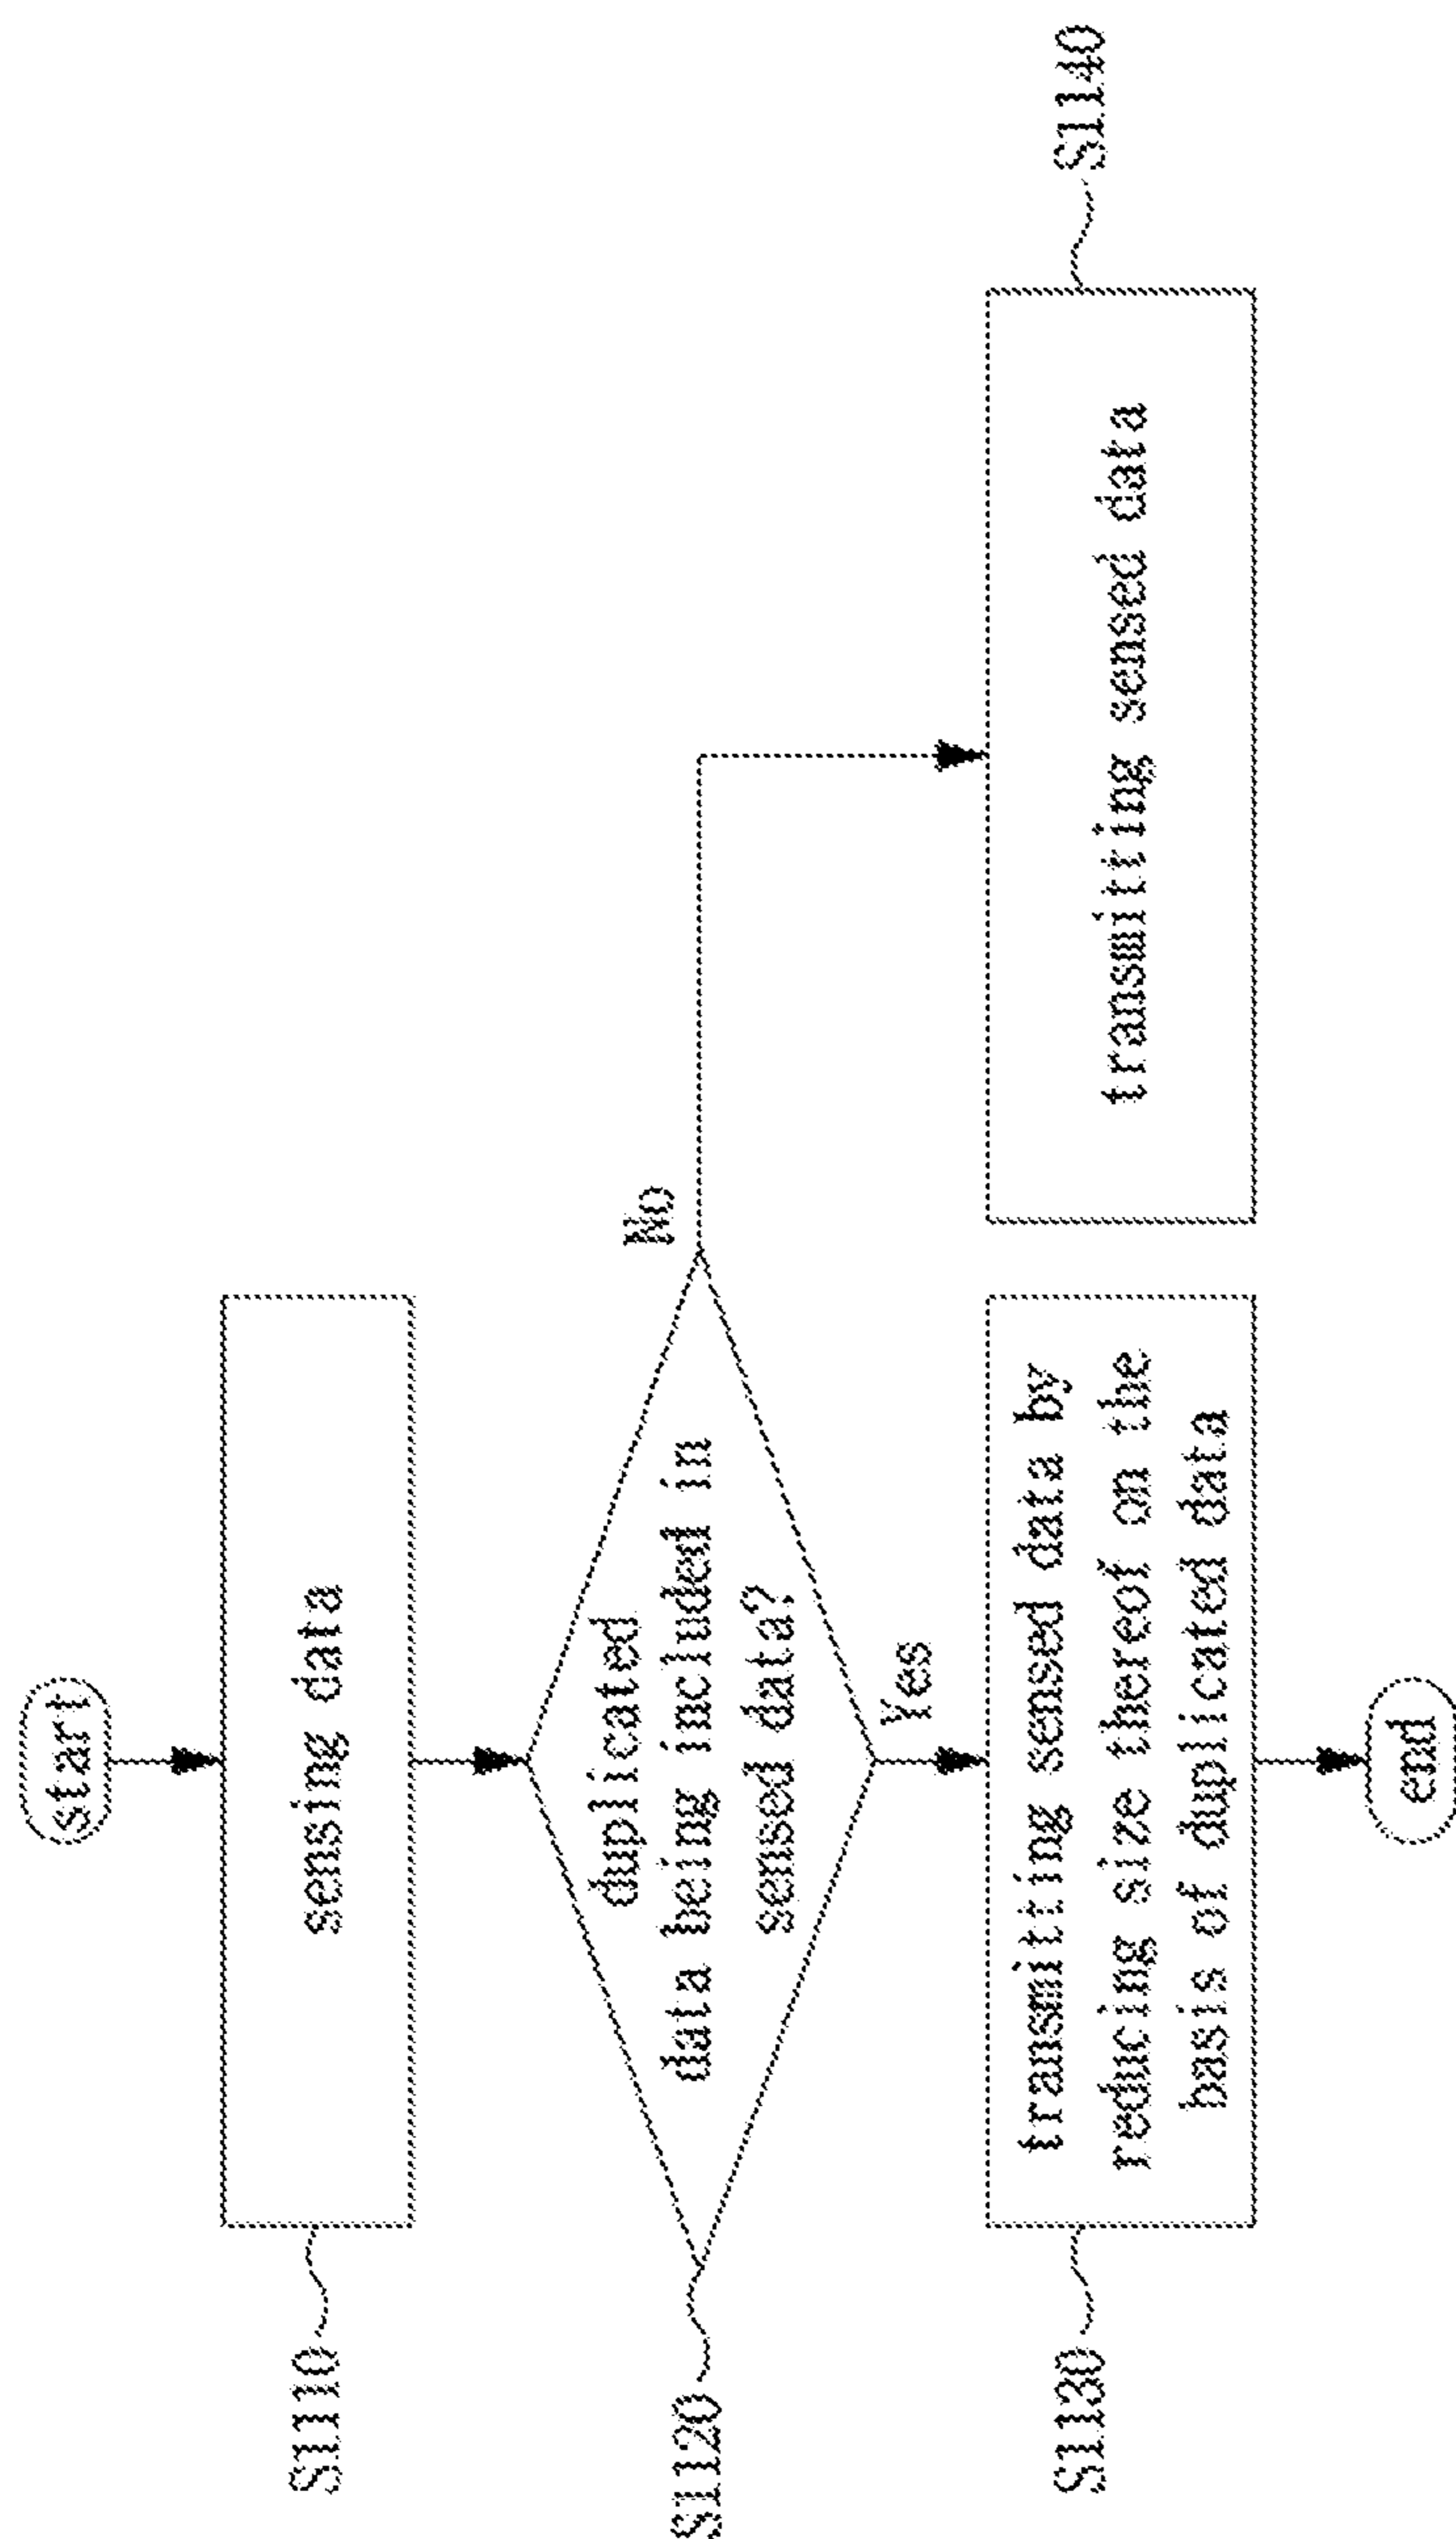 start
S1110
sensing data
S1120
duplicated
data being included in
sensed data?
No
Yes
S1130
transmitting sensed data by
reducing size thereof on the
basis of duplicated data
transmitting sensed data
S1140
end